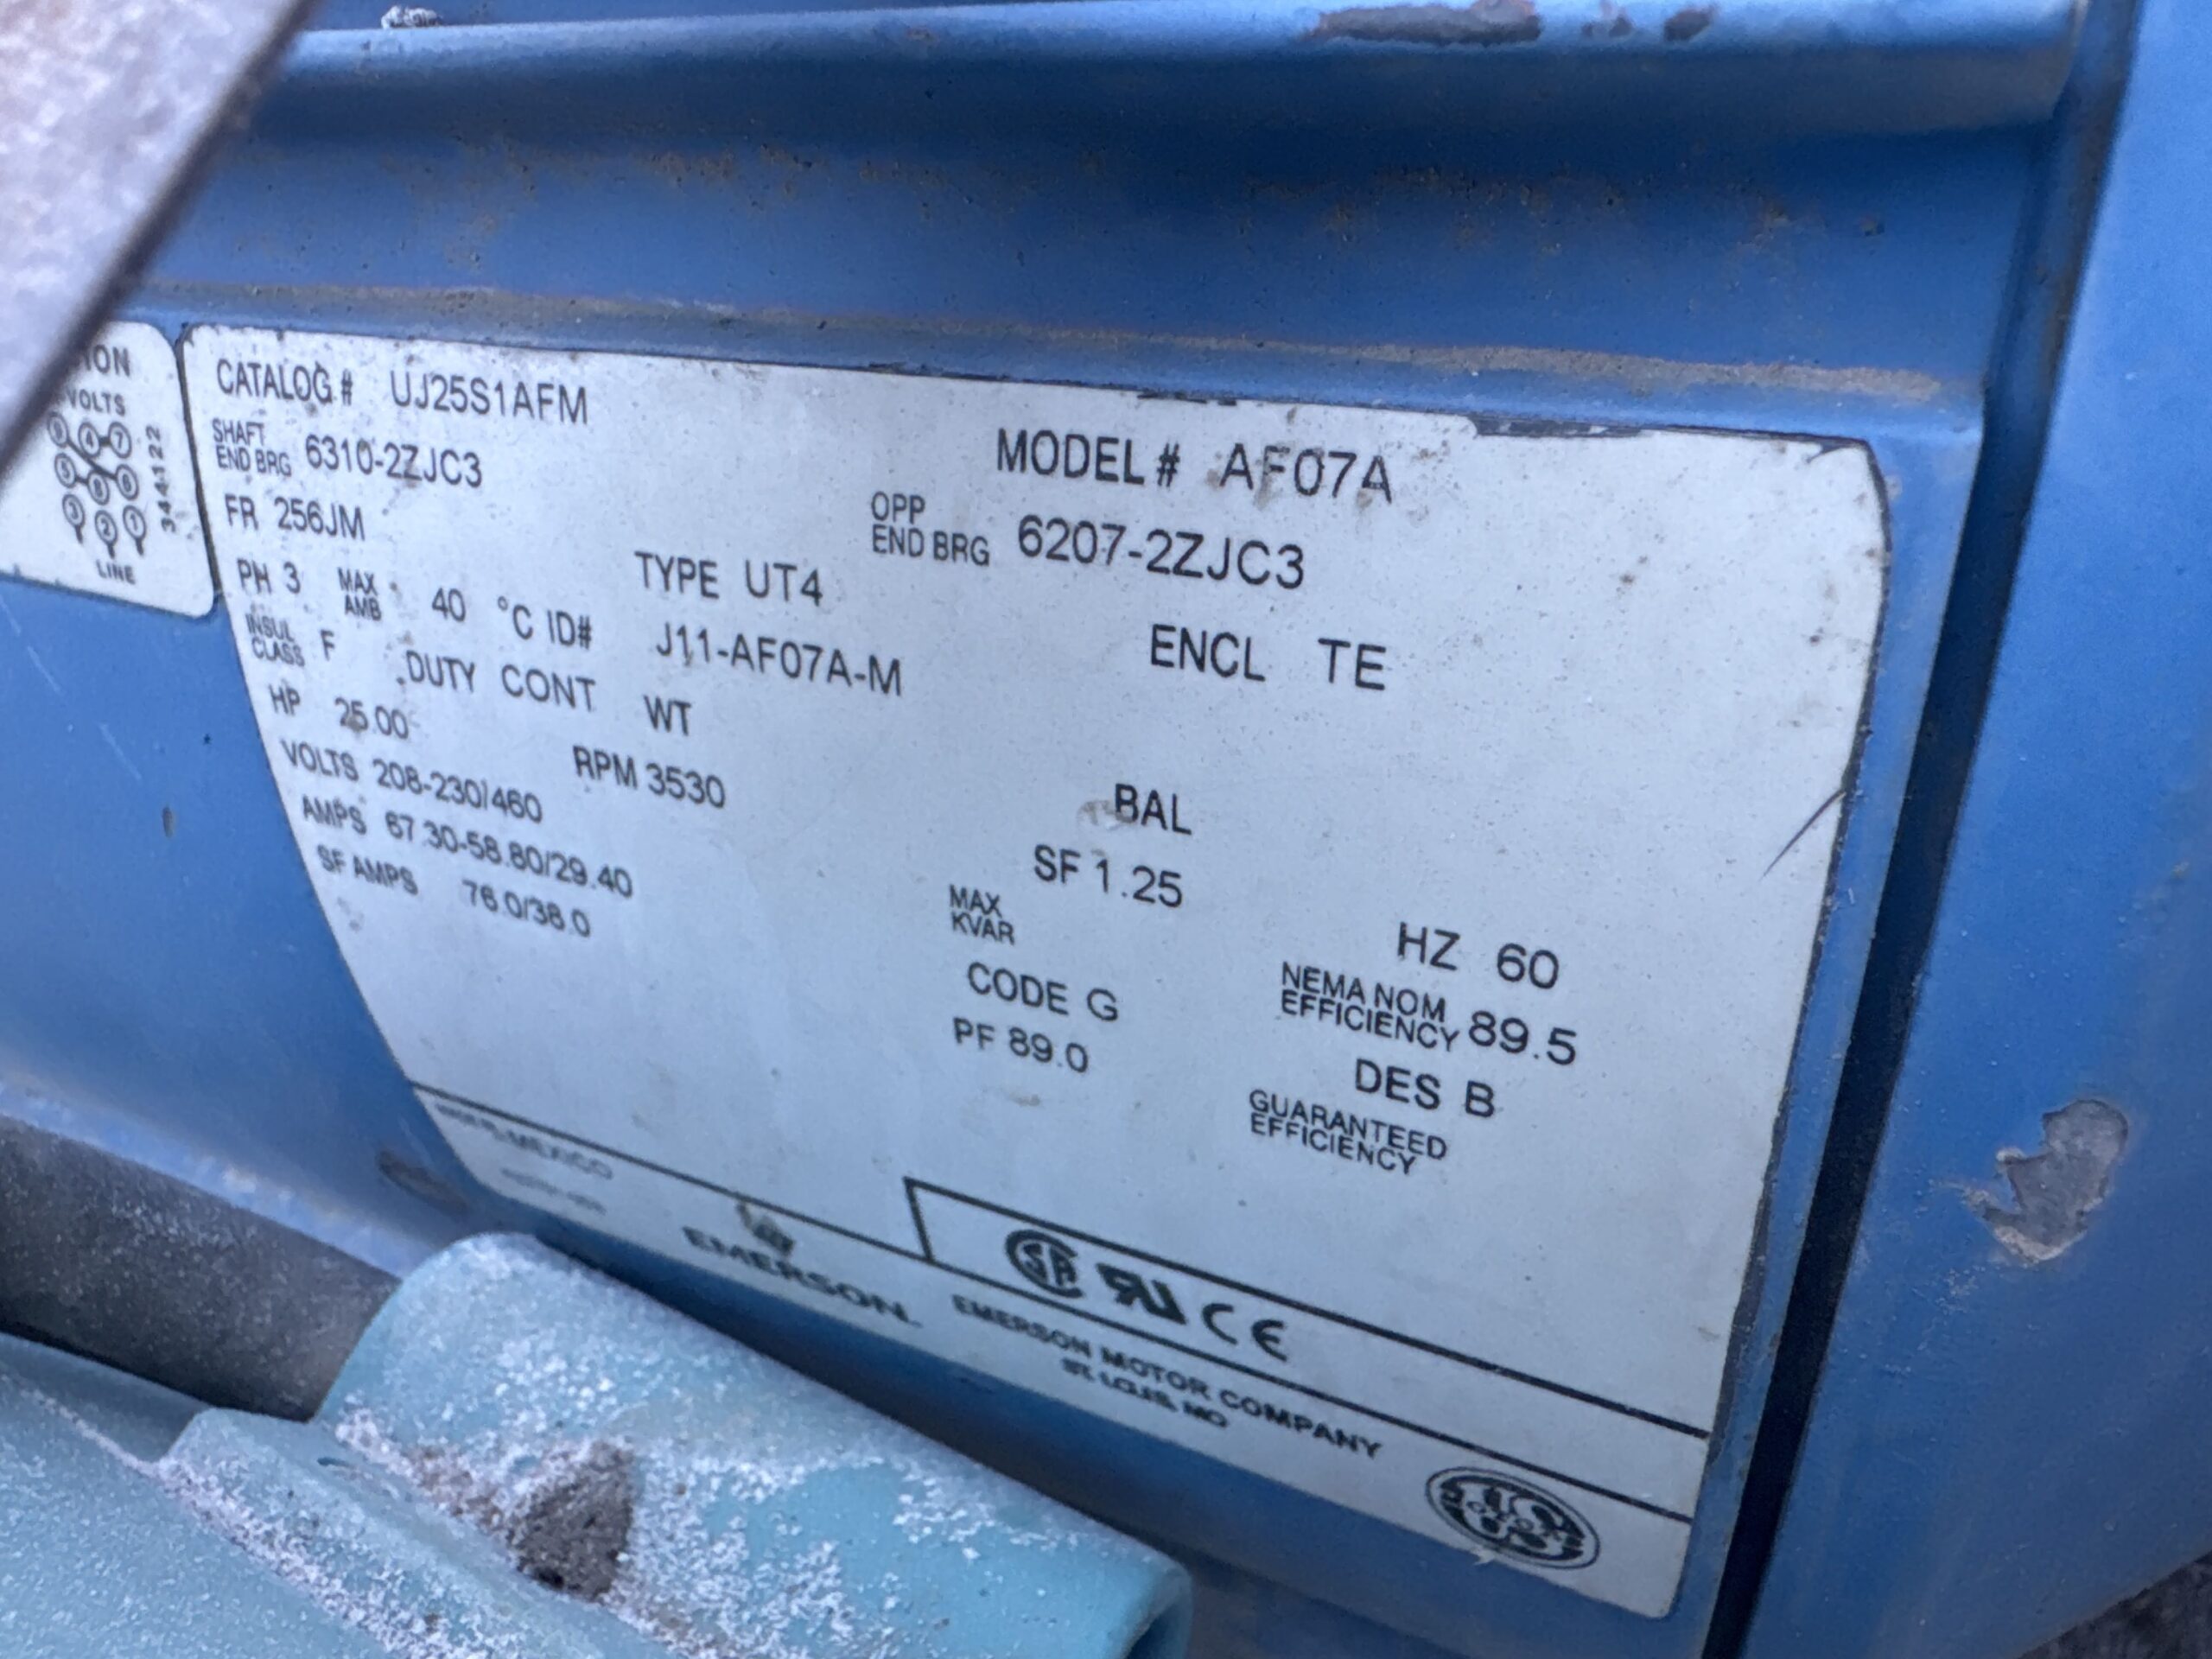 VOLTS
344122
LINE
CATALOG # UJ25S1AFM
MODEL # AF07A
SHAFT END BRG 6310-2ZJC3
OPP END BRG 6207-2ZJC3
FR 256JM
TYPE UT4
ENCL TE
PH 3 MAX AMB 40 °C ID# J11-AF07A-M
INSUL CLASS F DUTY CONT WT
BAL
HP 25.00 RPM 3530 SF 1.25 HZ 60
VOLTS 208-230/460 MAX KVAR NEMA NOM EFFICIENCY 89.5
AMPS 67.30-58.80/29.40 CODE G DES B
SF AMPS 76.0/38.0 PF 89.0 GUARANTEED EFFICIENCY
MEXICO
EMERSON
SA RU CE
EMERSON MOTOR COMPANY
ST. LOUIS, MO